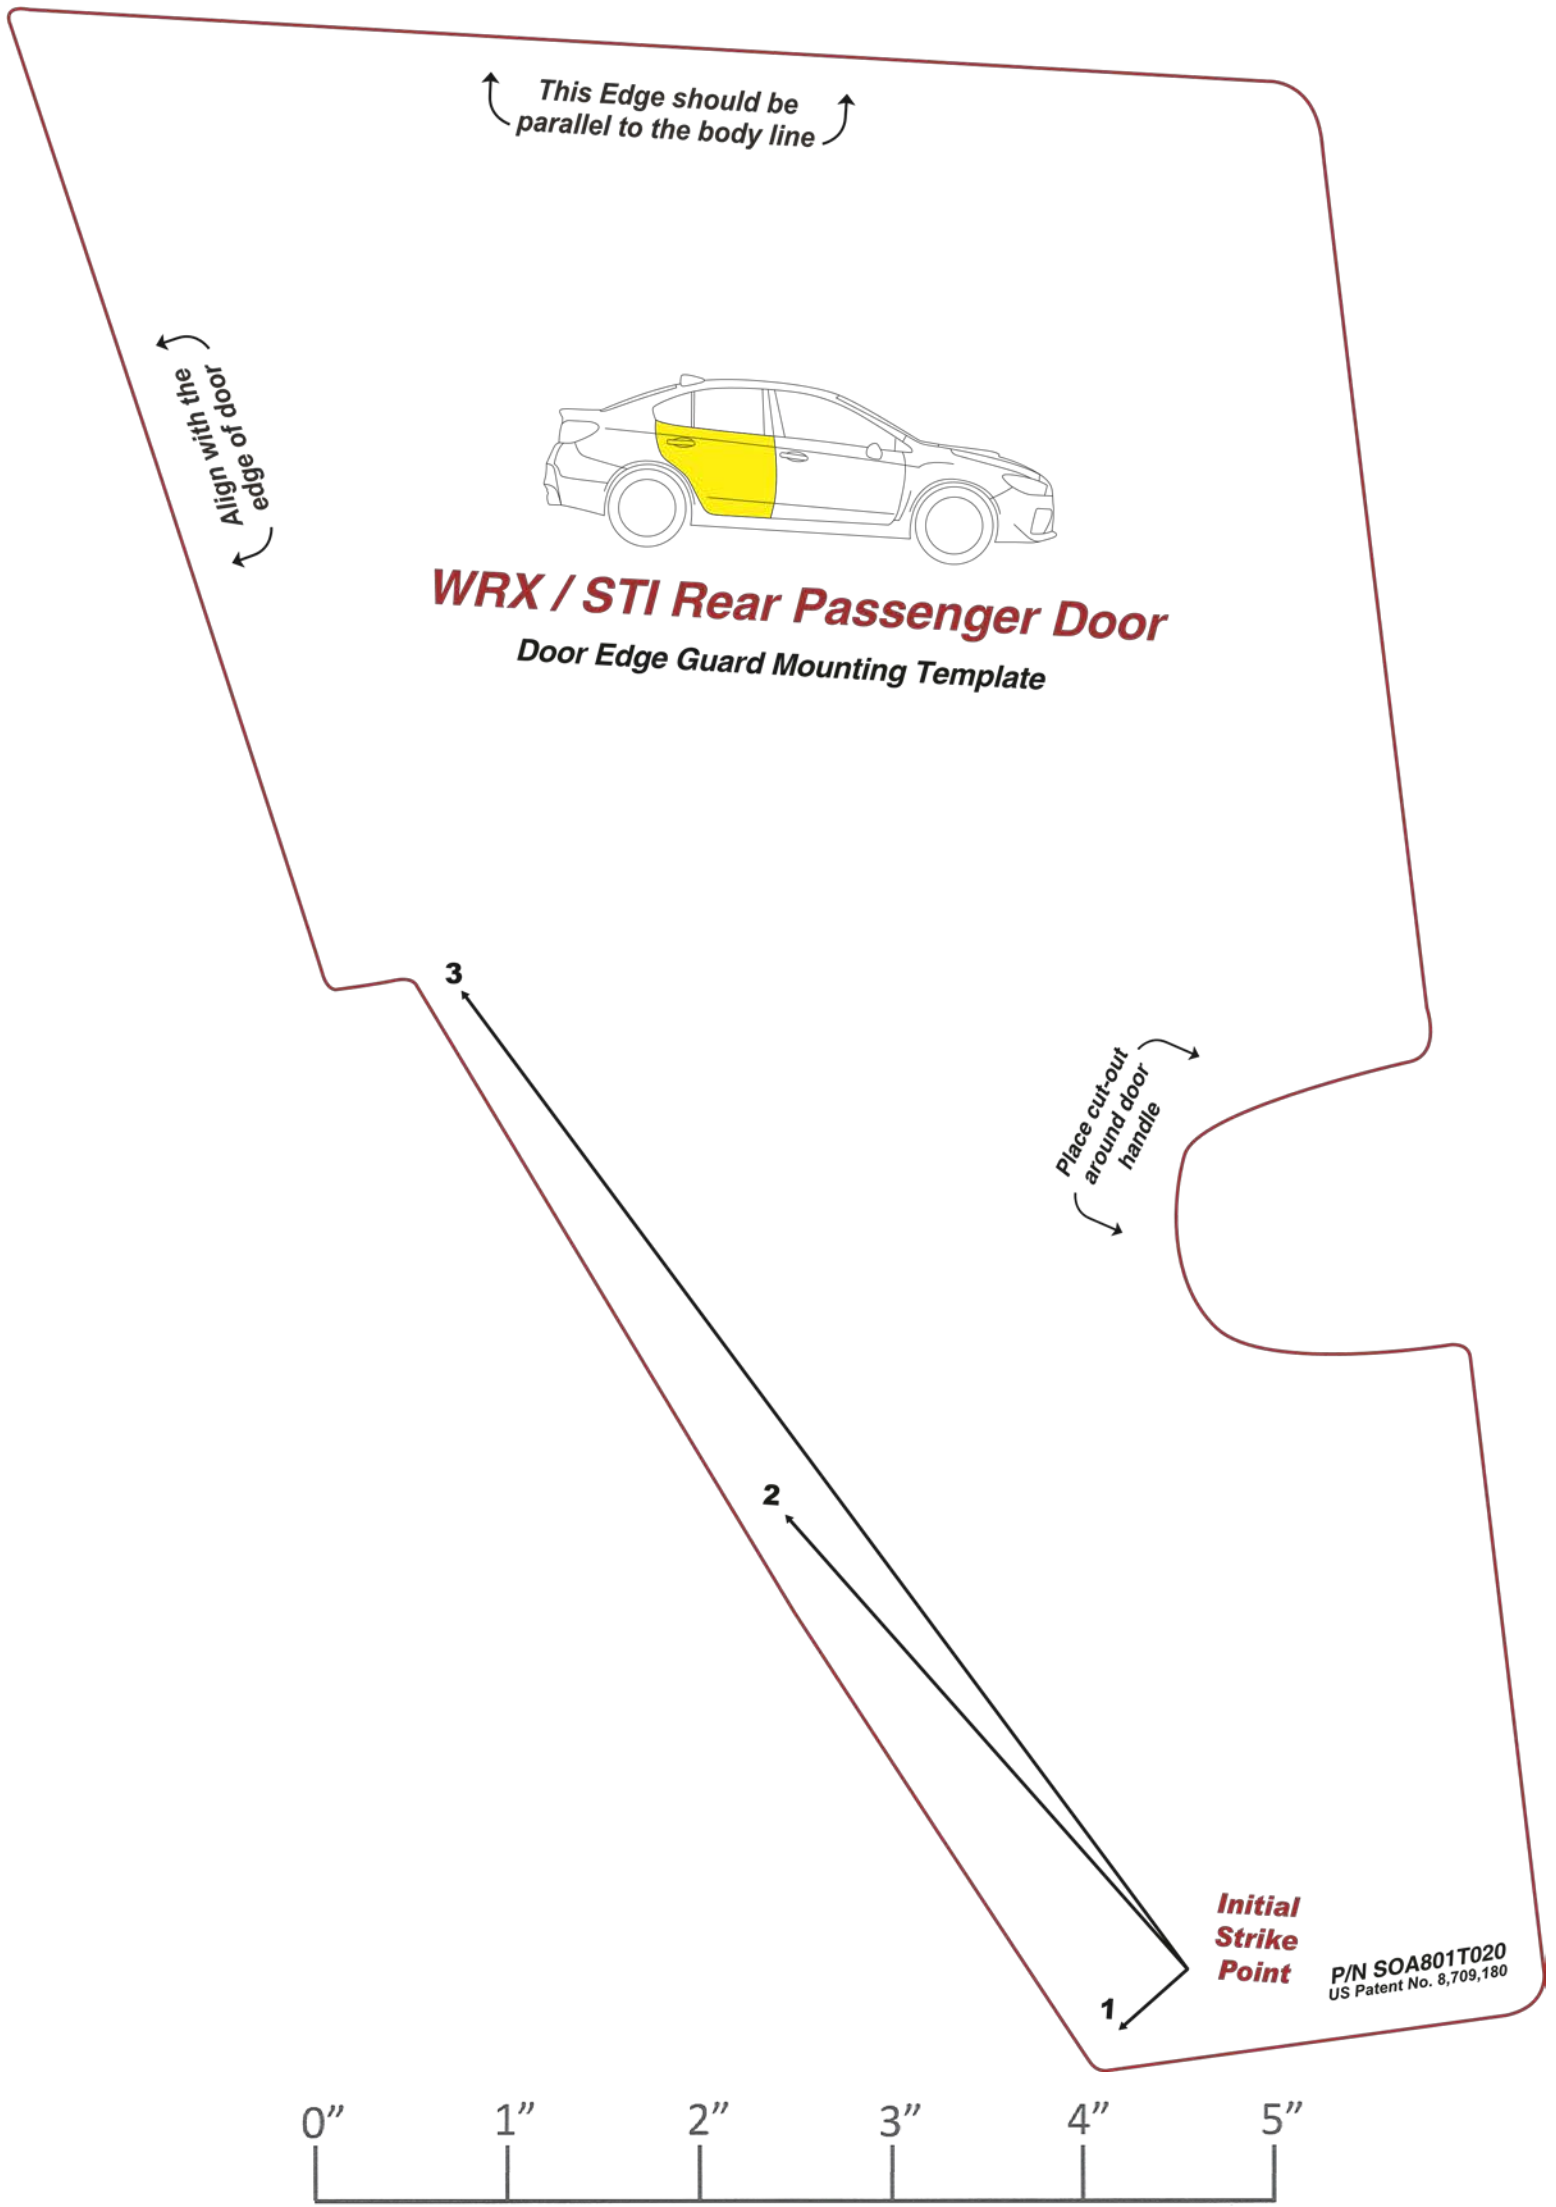 This Edge should be
parallel to the body line
Align with the
edge of door
WRX / STI Rear Passenger Door
Door Edge Guard Mounting Template
3
Place cut-out
around door
handle
2
Initial
Strike
Point
P/N SOA801T020
US Patent No. 8,709,180
1
0” 1” 2” 3” 4” 5”